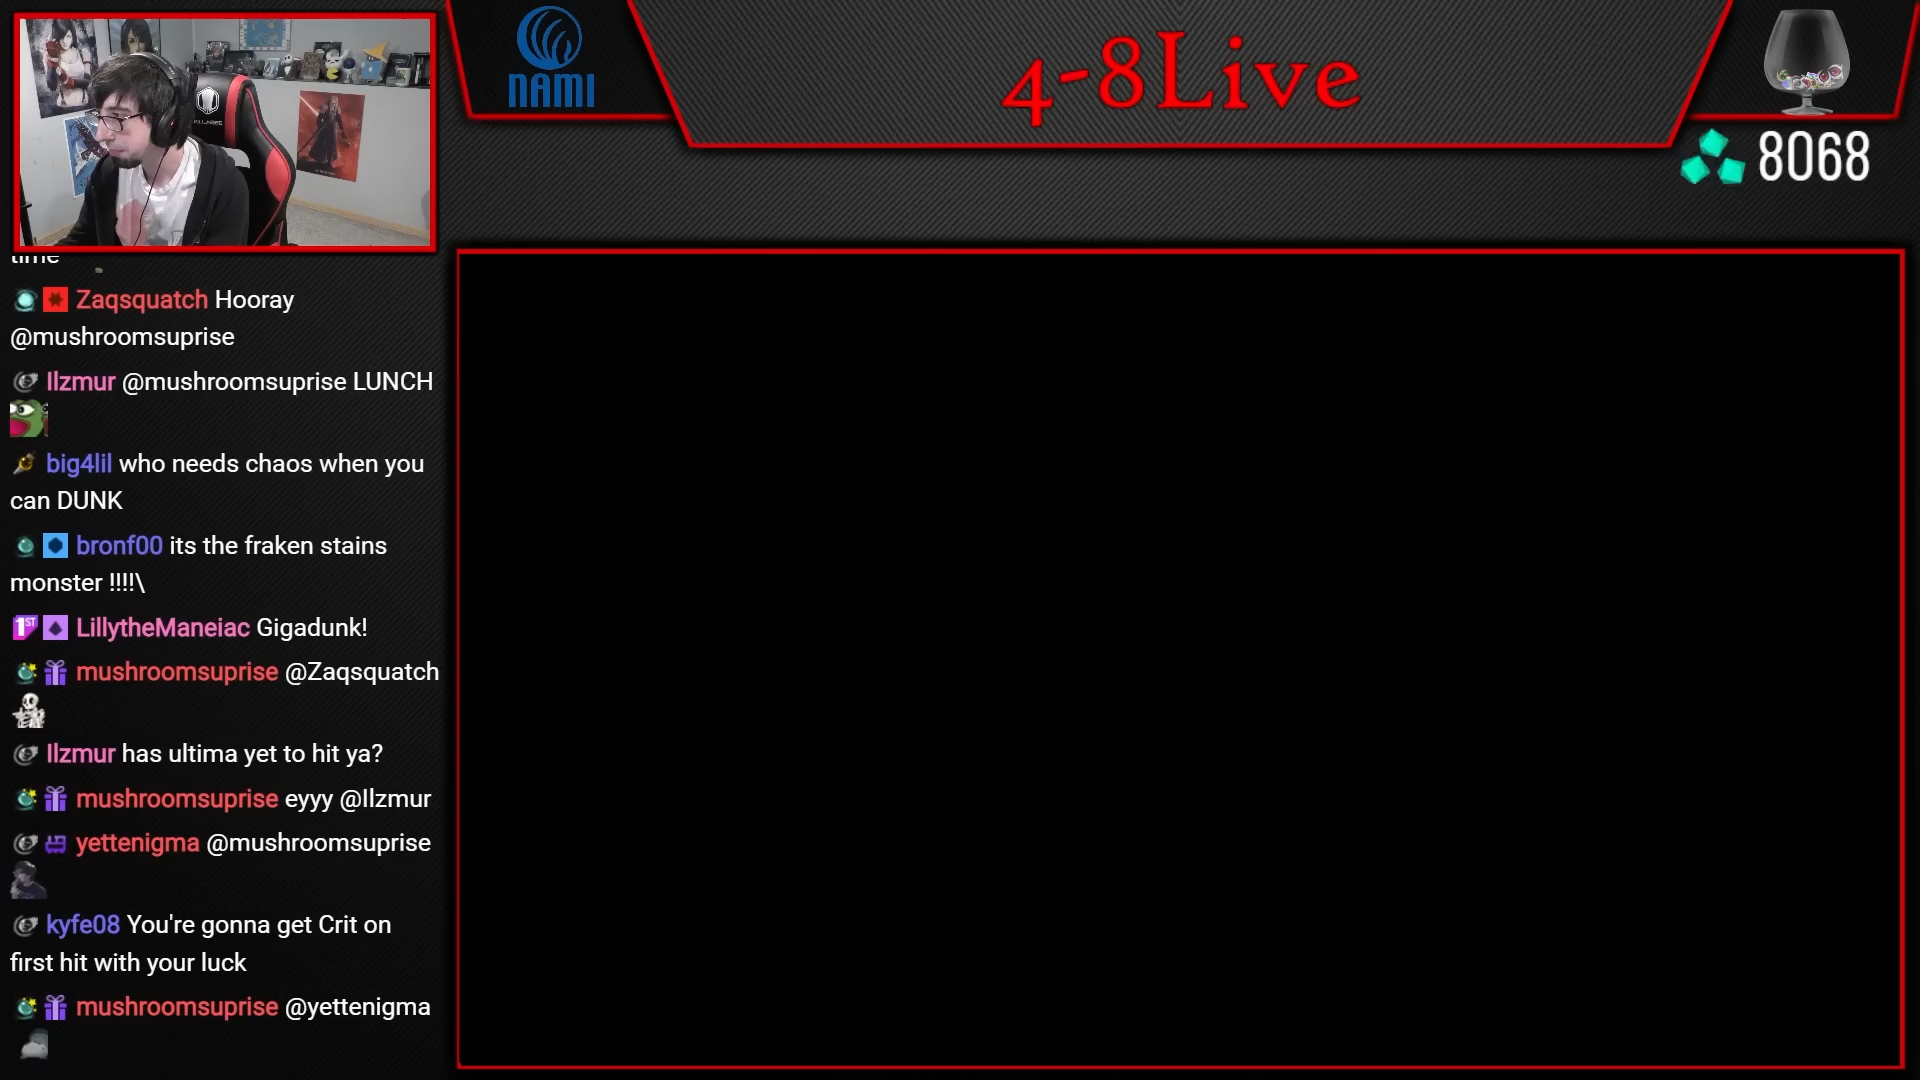 NAMI
4-8Live
8068
time
Zaqsquatch Hooray
@mushroomsuprise
Ilzmur @mushroomsuprise LUNCH
big4lil who needs chaos when you
can DUNK
bronf00 its the fraken stains
monster !!!!\
1ST LillytheManeiac Gigadunk!
mushroomsuprise @Zaqsquatch
Ilzmur has ultima yet to hit ya?
mushroomsuprise eyyy @Ilzmur
yettenigma @mushroomsuprise
kyfe08 You're gonna get Crit on
first hit with your luck
mushroomsuprise @yettenigma